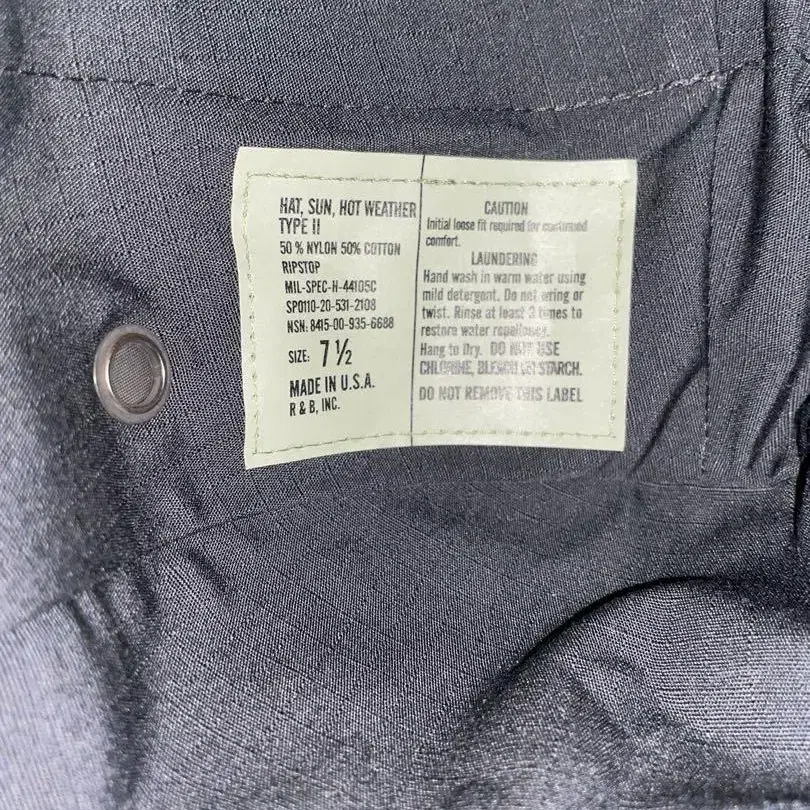 HAT, SUN, HOT WEATHER
TYPE II
50 % NYLON 50% COTTON
RIPSTOP
MIL-SPEC-H-44105C
SP0110-20-531-2108
NSN: 8415-00-935-6688
SIZE: 7 ½
MADE IN U.S.A.
R & B, INC.
CAUTION
Initial loose fit required for continued
comfort.
LAUNDERING
Hand wash in warm water using
mild detergent. Do not wring or
twist. Rinse at least 3 times to
restore water repellency.
Hang to Dry. DO NOT USE
CHLORINE, BLEACH OR STARCH.
DO NOT REMOVE THIS LABEL